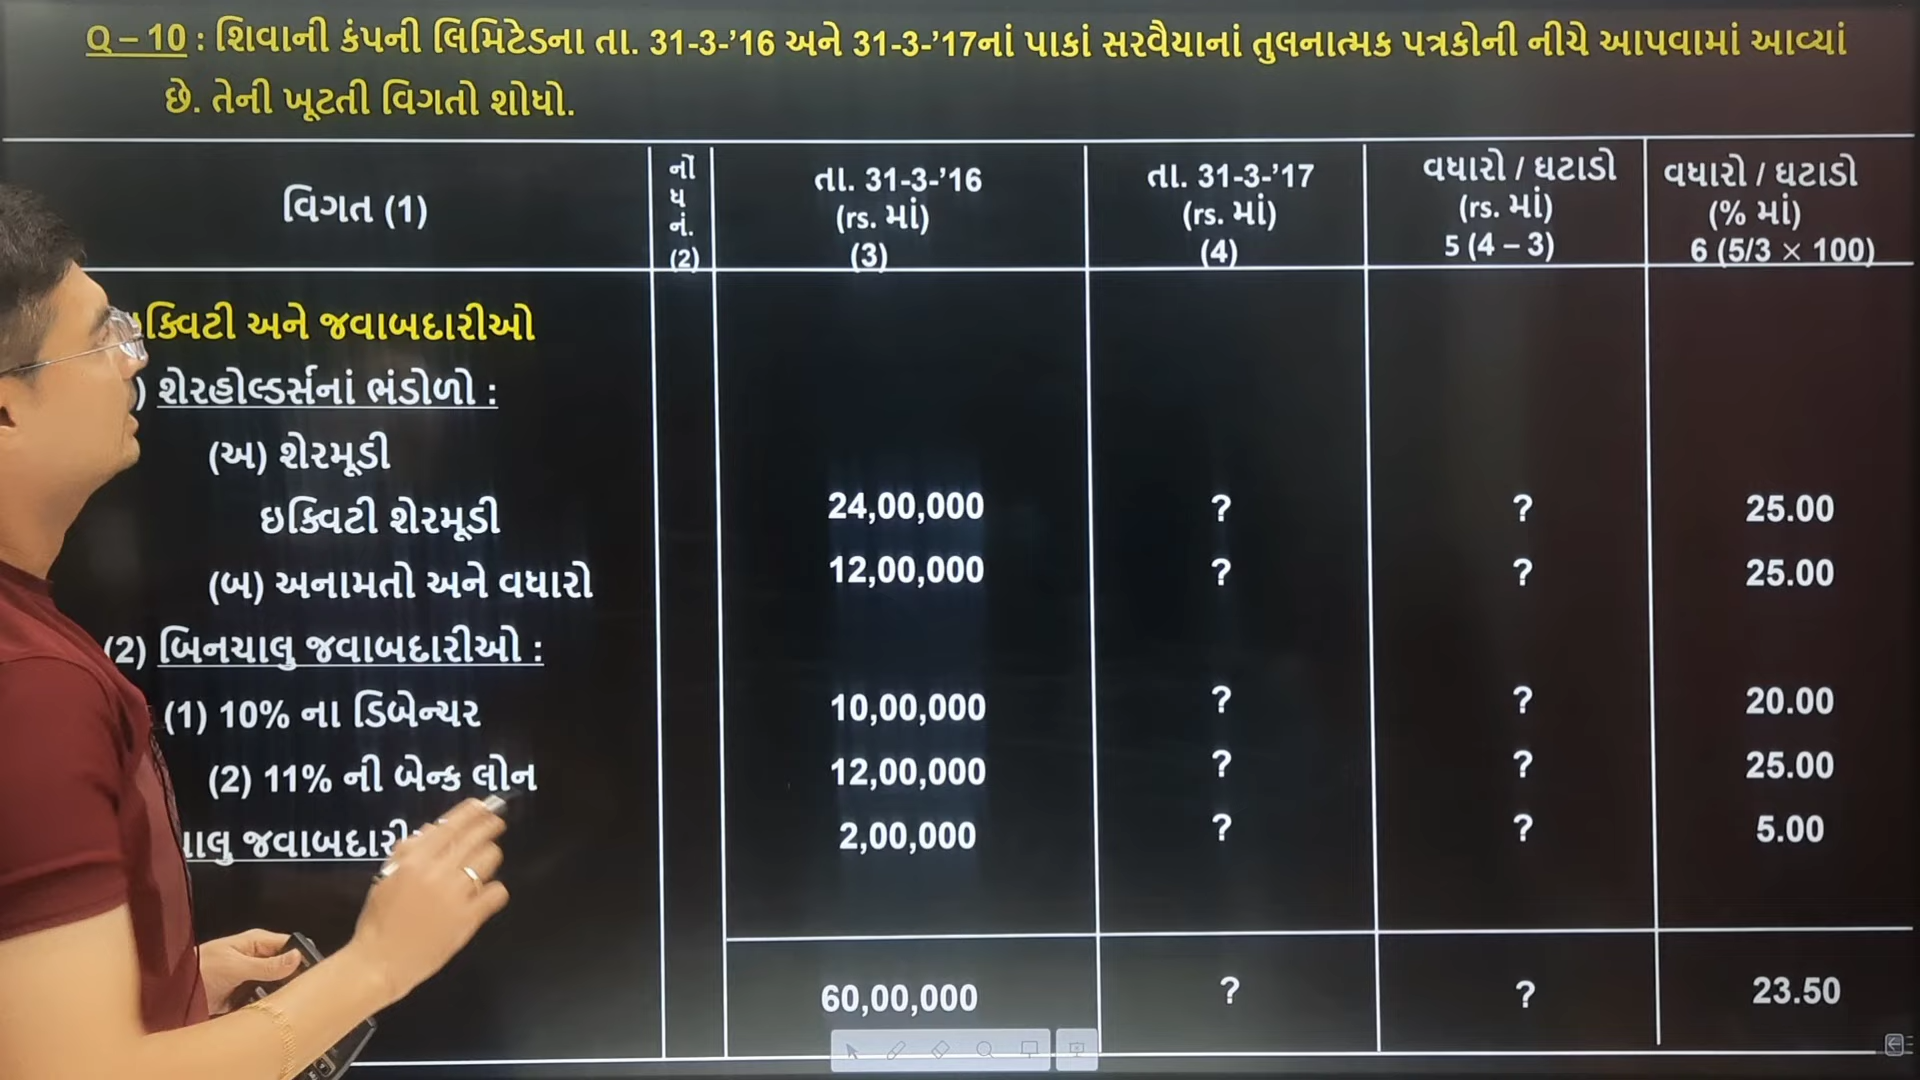 Q – 10 : શિવાની કંપની લિમિટેડના તા. 31-3-’16 અને 31-3-’17નાં પાકાં સરવૈયાનાં તુલનાત્મક પત્રકોની નીચે આપવામાં આવ્યાં
છે. તેની ખૂટતી વિગતો શોધો.
વિગત (1)
નોં
ધ
નં.
(2)
તા. 31-3-’16
(rs. માં)
(3)
તા. 31-3-’17
(rs. માં)
(4)
વધારો / ઘટાડો
(rs. માં)
5 (4 – 3)
વધારો / ઘટાડો
(% માં)
6 (5/3 × 100)
અને જવાબદારીઓ
) શેરહોલ્ડર્સનાં ભંડોળો :
(અ) શેરમૂડી
ઇક્વિટી શેરમૂડી 24,00,000 ? ? 25.00
(બ) અનામતો અને વધારો 12,00,000 ? ? 25.00
(2) બિનચાલુ જવાબદારીઓ :
(1) 10% ના ડિબેન્ચર 10,00,000 ? ? 20.00
(2) 11% ની બેન્ક લોન 12,00,000 ? ? 25.00
2,00,000 ? ? 5.00
60,00,000 ? ? 23.50